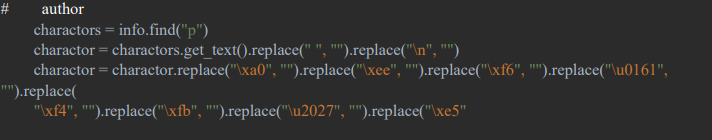 #      author
charactors = info.find("p")
charactor = charactors.get_text().replace(" ", "").replace("\n", "")
charactor = charactor.replace("\xa0", "").replace("\xee", "").replace("\xf6", "").replace("\u0161",
"").replace(
"\xf4", "").replace("\xfb", "").replace("\u2027", "").replace("\xe5"